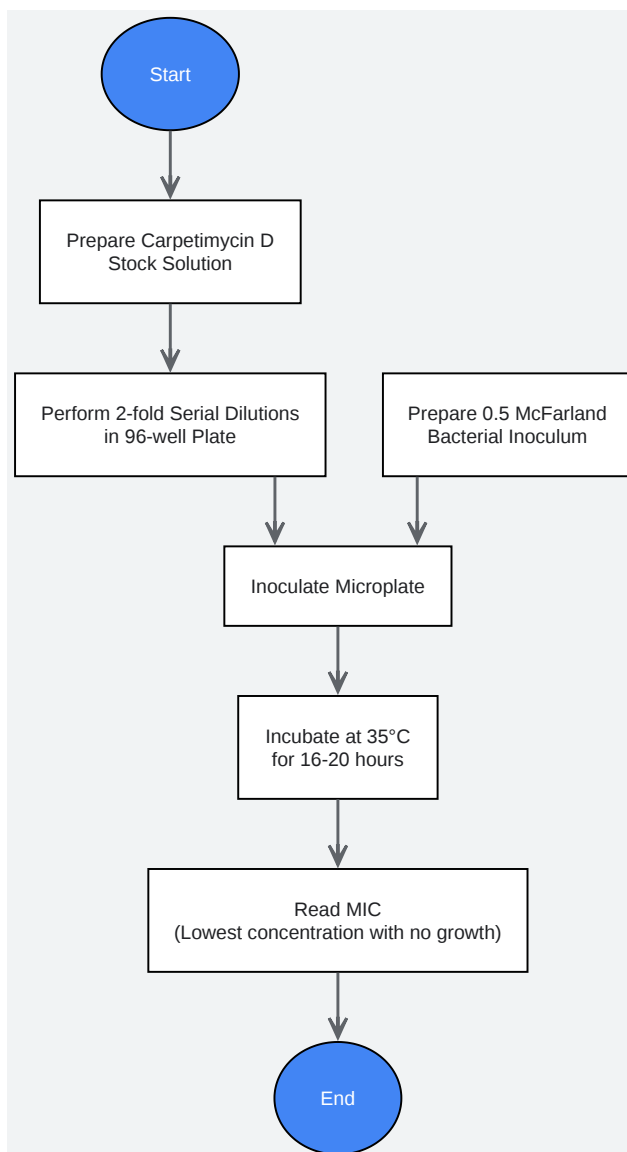 Start
Prepare Carpetimycin D
Stock Solution
Perform 2-fold Serial Dilutions
in 96-well Plate
Prepare 0.5 McFarland
Bacterial Inoculum
Inoculate Microplate
Incubate at 35°C
for 16-20 hours
Read MIC
(Lowest concentration with no growth)
End